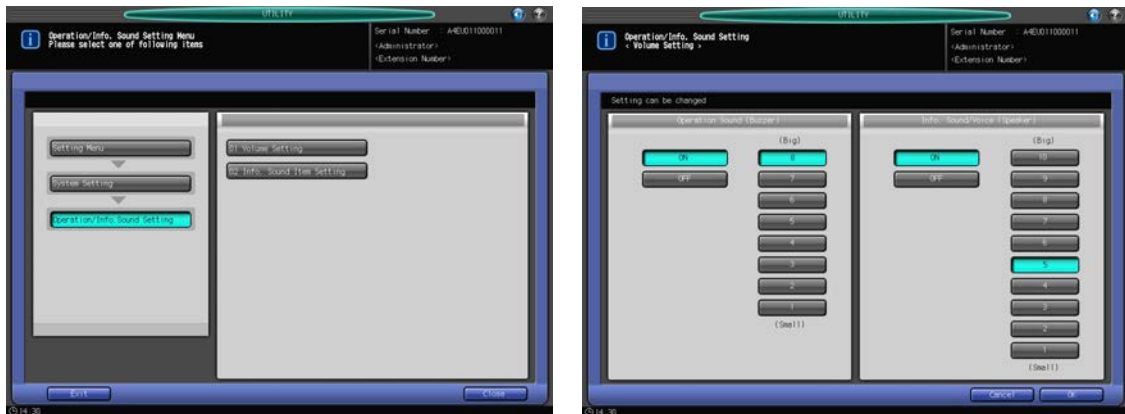 UTILITY
Operation/Info. Sound Setting Menu
Please select one of following items
Serial Number : A4EU011000011
<Administrator>
<Extension Number>
Setting Menu
System Setting
Operation/Info.Sound Setting
01 Volume Setting
02 Info. Sound Item Setting
Exit
Close
14:30
UTILITY
Operation/Info. Sound Setting
< Volume Setting >
Serial Number : A4EU011000011
<Administrator>
<Extension Number>
Setting can be changed
Operation Sound (Buzzer)
(Big)
ON
OFF
8
7
6
5
4
3
2
1
(Small)
Info. Sound/Voice (Speaker)
(Big)
ON
OFF
10
9
8
7
6
5
4
3
2
1
(Small)
Cancel
OK
14:30